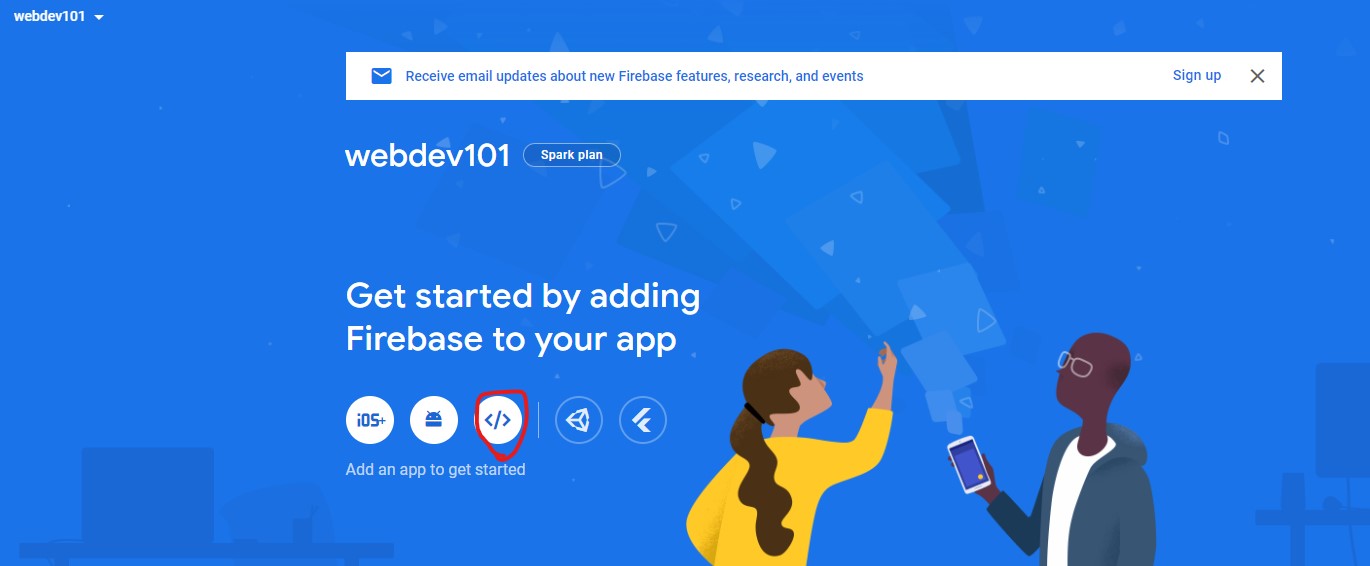 webdev101
Receive email updates about new Firebase features, research, and events
Sign up
webdev101
Spark plan
Get started by adding
Firebase to your app
iOS+
</>
Add an app to get started